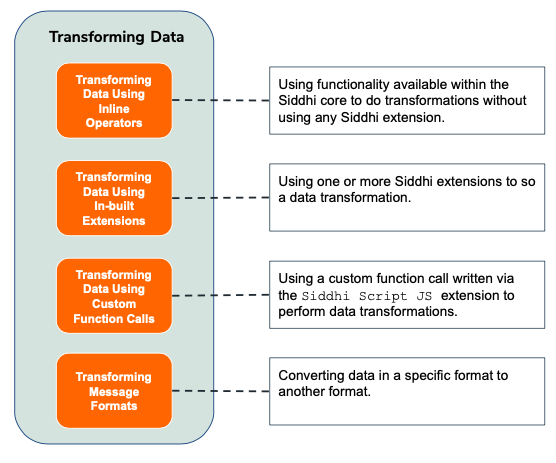 Transforming Data
Transforming
Data Using
Inline
Operators
Using functionality available within the
Siddhi core to do transformations without
using any Siddhi extension.
Transforming
Data Using
In-built
Extensions
Using one or more Siddhi extensions to so
a data transformation.
Transforming
Data Using
Custom
Function Calls
Using a custom function call written via
the Siddhi Script JS extension to
perform data transformations.
Transforming
Message
Formats
Converting data in a specific format to
another format.